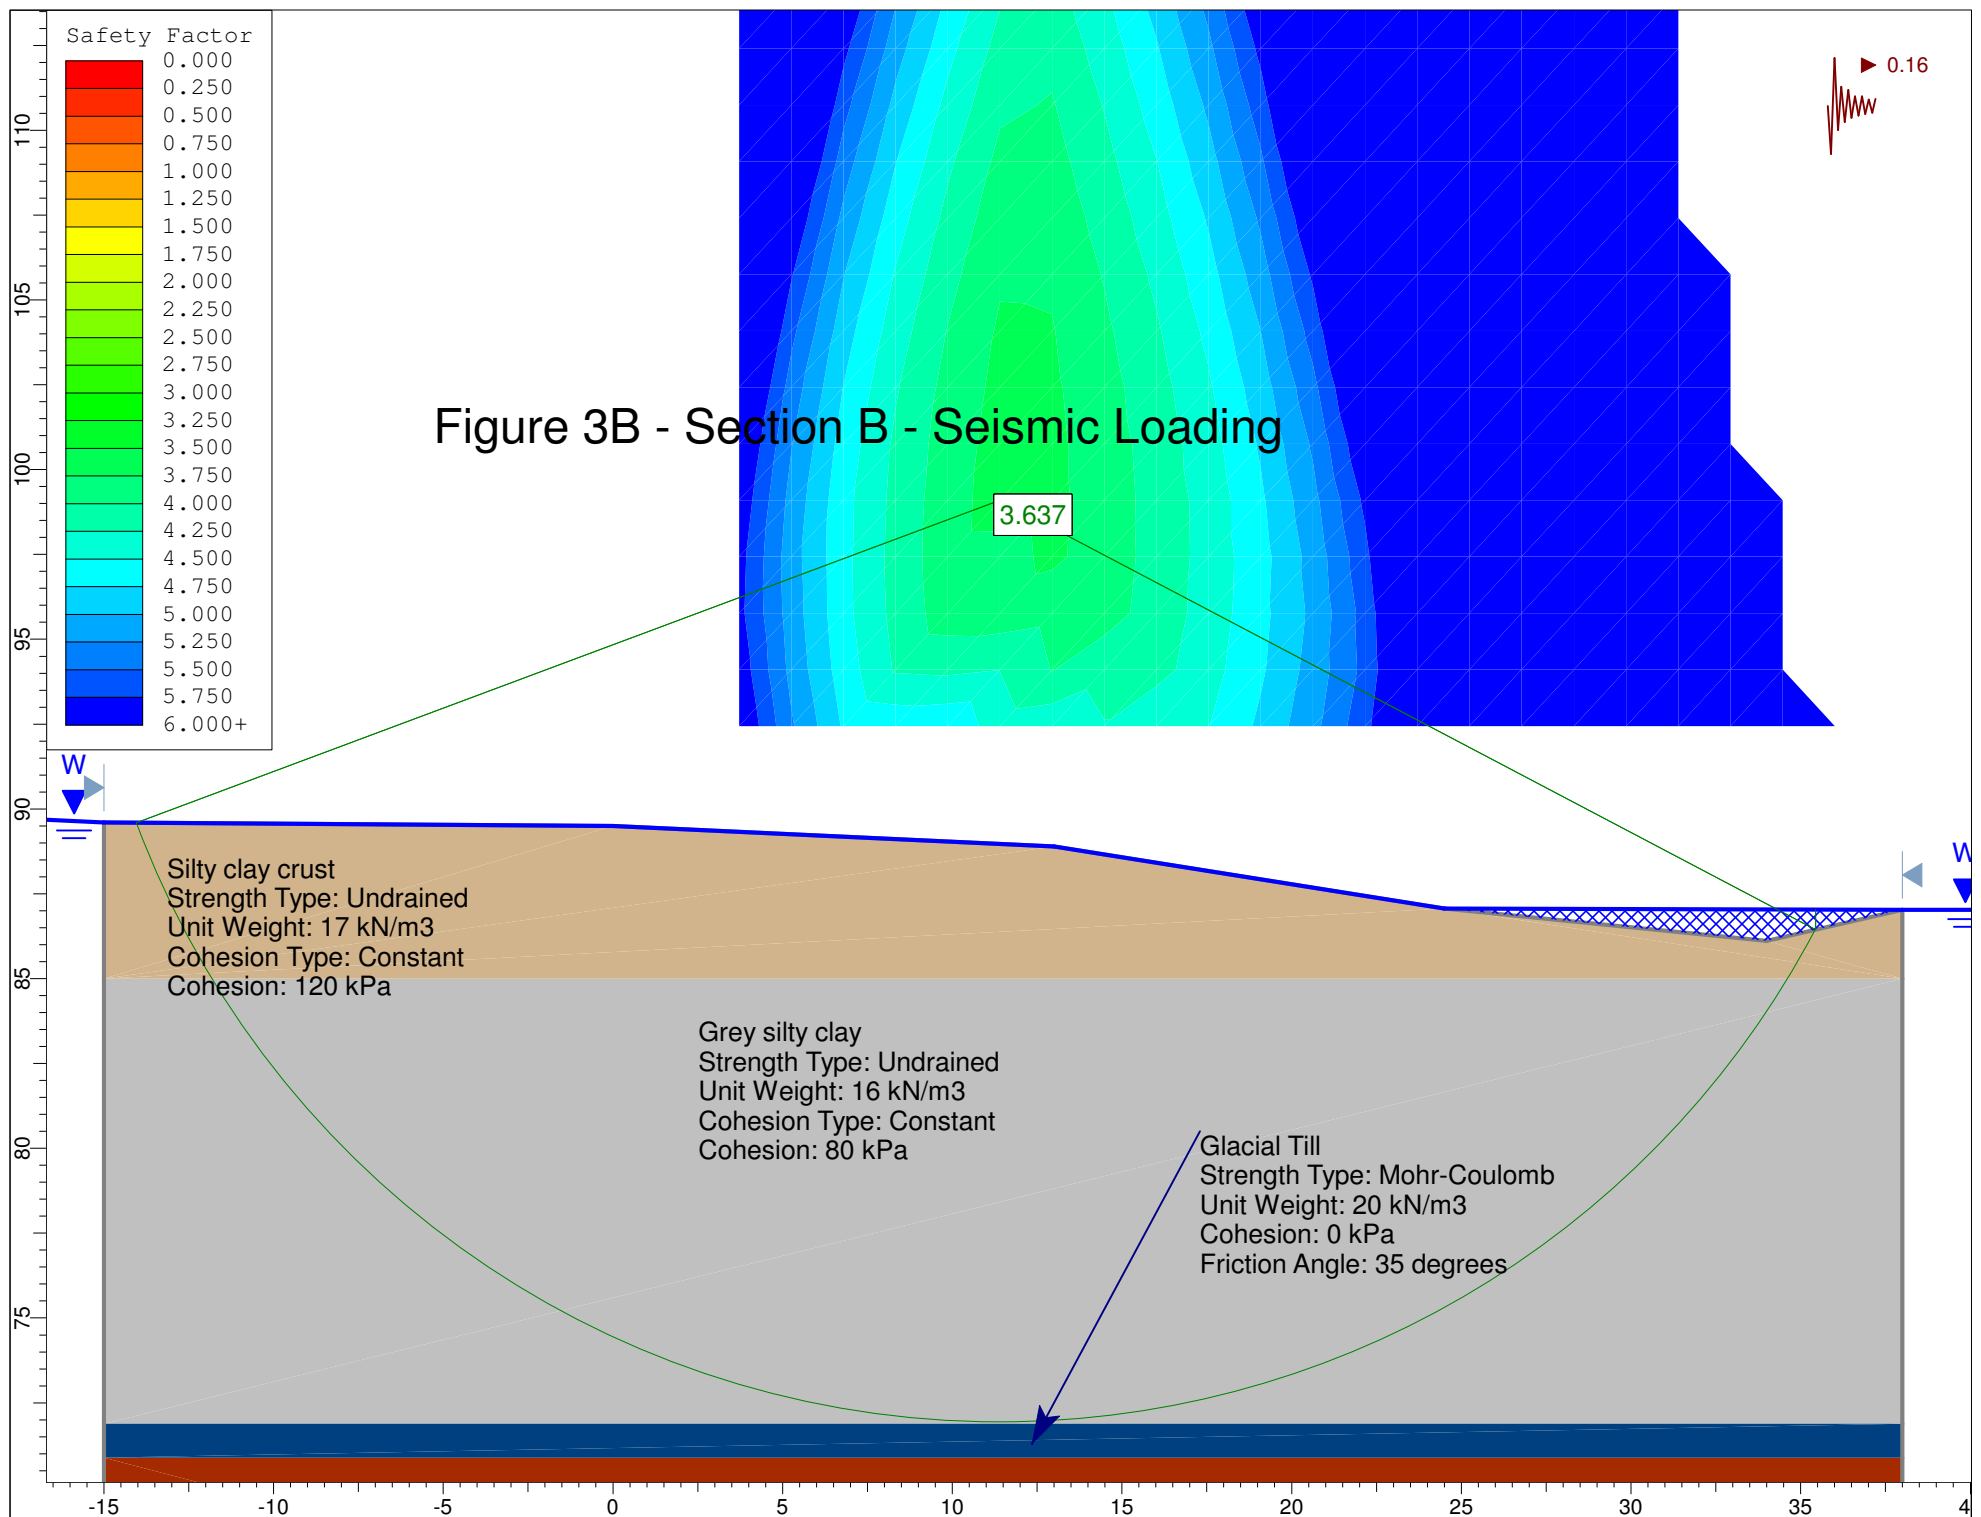 Safety Factor
0.000
0.250
0.500
0.750
1.000
1.250
1.500
1.750
2.000
2.250
2.500
2.750
3.000
3.250
3.500
3.750
4.000
4.250
4.500
4.750
5.000
5.250
5.500
5.750
6.000+
0.16
Figure 3B - Section B - Seismic Loading
3.637
W
W
Silty clay crust
Strength Type: Undrained
Unit Weight: 17 kN/m3
Cohesion Type: Constant
Cohesion: 120 kPa
Grey silty clay
Strength Type: Undrained
Unit Weight: 16 kN/m3
Cohesion Type: Constant
Cohesion: 80 kPa
Glacial Till
Strength Type: Mohr-Coulomb
Unit Weight: 20 kN/m3
Cohesion: 0 kPa
Friction Angle: 35 degrees
110
105
100
95
90
85
80
75
-15 -10 -5 0 5 10 15 20 25 30 35